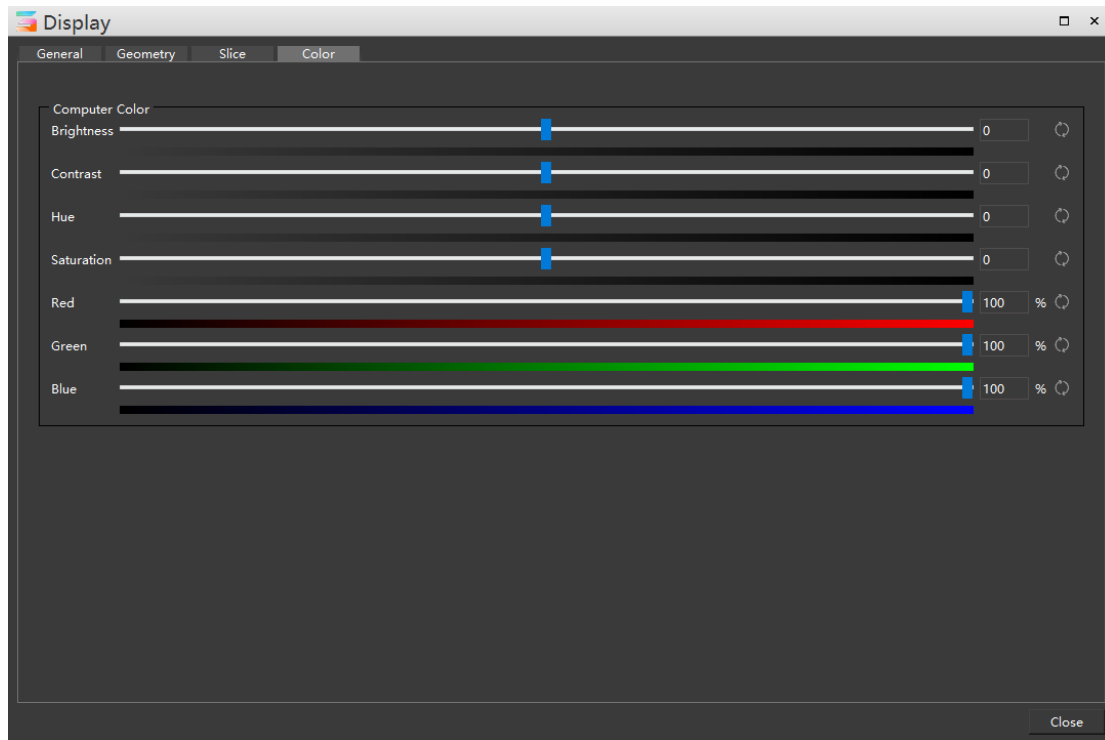 Display
General Geometry Slice Color
Computer Color
Brightness 0
Contrast 0
Hue 0
Saturation 0
Red 100 %
Green 100 %
Blue 100 %
Close